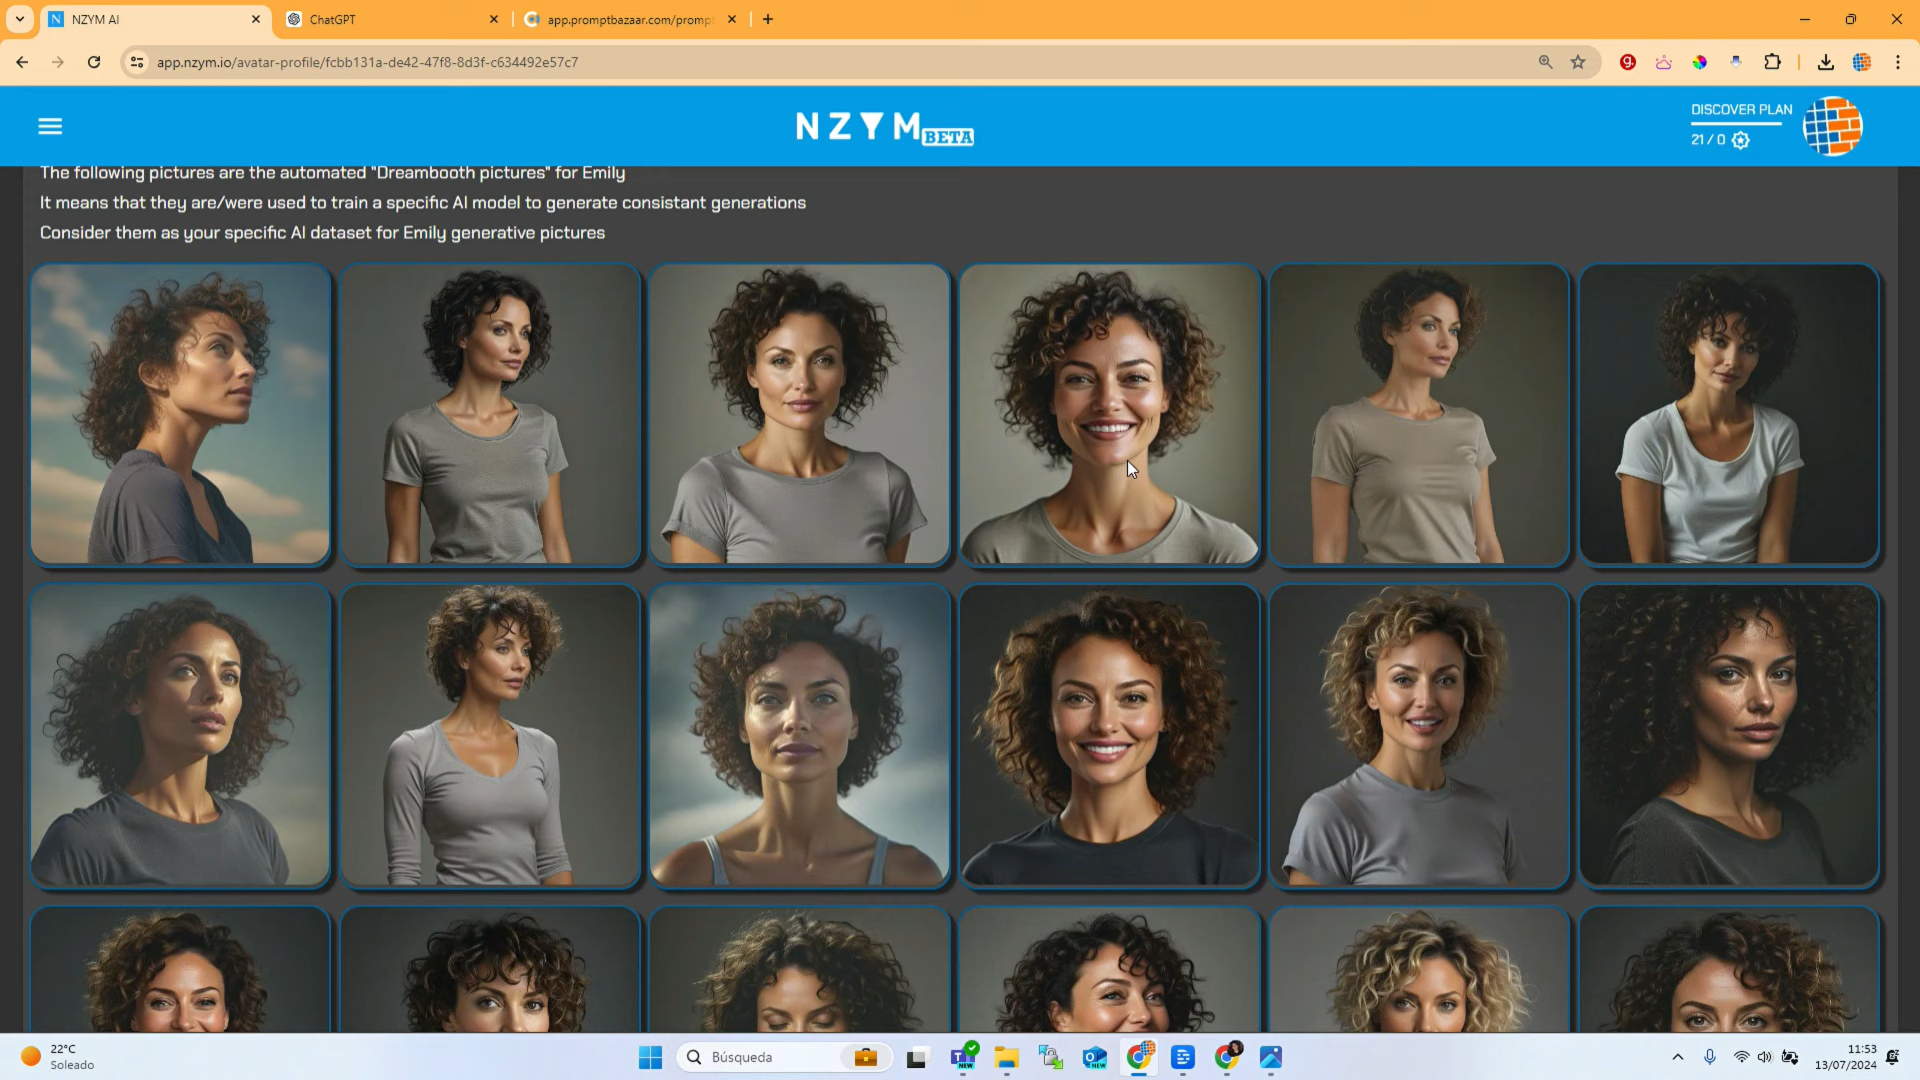 NZYM AI
ChatGPT
app.promptbazaar.com/promp
app.nzym.io/avatar-profile/fcbb131a-de42-47f8-8d3f-c634492e57c7
NZYM BETA
DISCOVER PLAN
21 / 0
The following pictures are the automated "Dreambooth pictures" for Emily
It means that they are/were used to train a specific AI model to generate consistant generations
Consider them as your specific AI dataset for Emily generative pictures
22°C
Soleado
Búsqueda
NEW
NEW
11:53
13/07/2024